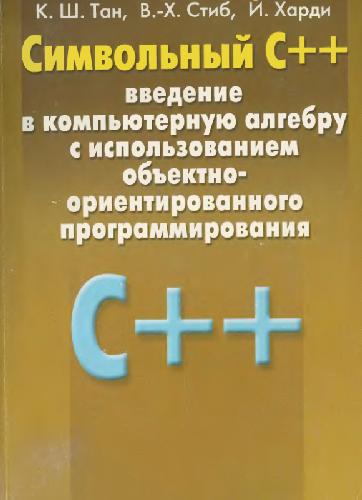 К. Ш. Тан, В.-Х. Стиб, Й. Харди
Символьный C++
введение
в компьютерную алгебру
с использованием
объектно-
ориентированного
программирования
C++